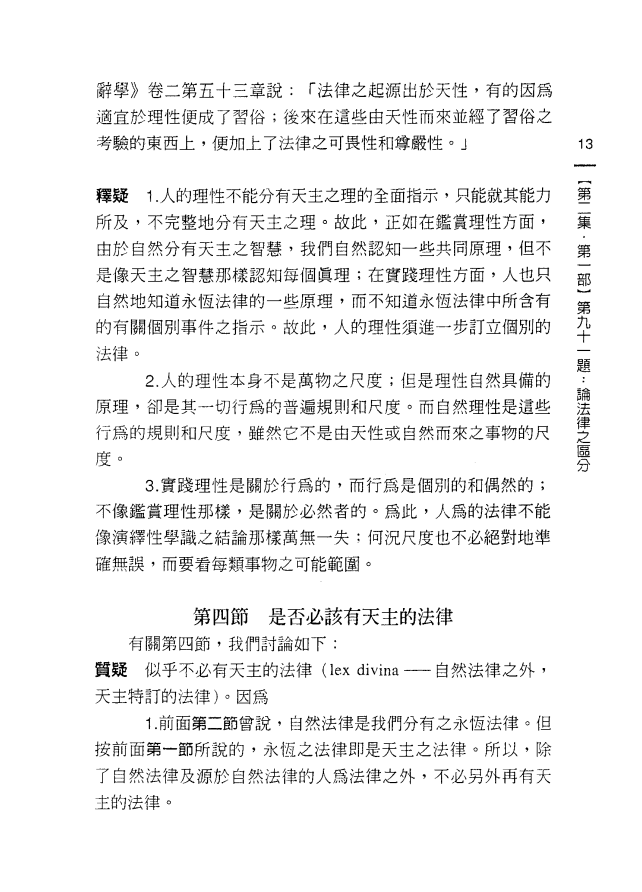 辭學》卷二第五十三章說：「法律之起源出於天性，有的因爲
適宜於理性便成了習俗；後來在這些由天性而來並經了習俗之
考驗的東西上，便加上了法律之可畏性和尊嚴性。」
釋疑　1.人的理性不能分有天主之理的全面指示，只能就其能力
所及，不完整地分有天主之理。故此，正如在鑑賞理性方面，
由於自然分有天主之智慧，我們自然認知一些共同原理，但不
是像天主之智慧那樣認知每個眞理；在實踐理性方面，人也只
自然地知道永恆法律的一些原理，而不知道永恆法律中所含有
的有關個別事件之指示。故此，人的理性須進一步訂立個別的
法律。
2.人的理性本身不是萬物之尺度；但是理性自然具備的
原理，卻是其一切行爲的普遍規則和尺度。而自然理性是這些
行爲的規則和尺度，雖然它不是由天性或自然而來之事物的尺
度。
3.實踐理性是關於行爲的，而行爲是個別的和偶然的；
不像鑑賞理性那樣，是關於必然者的。爲此，人爲的法律不能
像演繹性學識之結論那樣萬無一失；何況尺度也不必絕對地準
確無誤，而要看每類事物之可能範圍。
第四節　是否必該有天主的法律
有關第四節，我們討論如下：
質疑　似乎不必有天主的法律（lex divina ── 自然法律之外，
天主特訂的法律）。因爲
1.前面第二節曾說，自然法律是我們分有之永恆法律。但
按前面第一節所說的，永恆之法律即是天主之法律。所以，除
了自然法律及源於自然法律的人爲法律之外，不必另外再有天
主的法律。
13
【第二集．第一部】第九十一題：論法律之區分